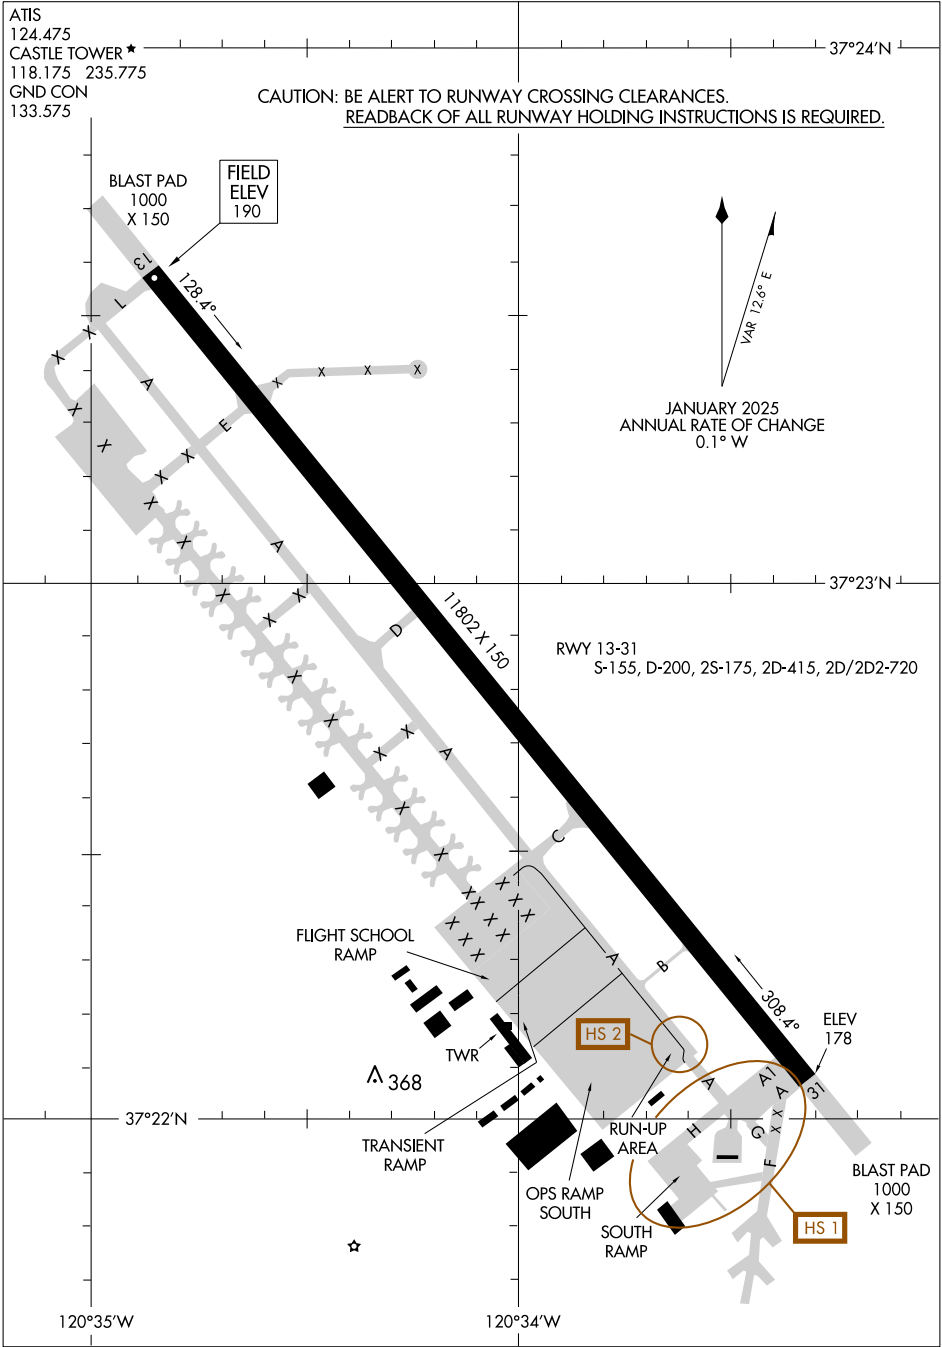 ATIS
124.475
CASTLE TOWER
118.175 235.775
GND CON
133.575
37°24'N
CAUTION: BE ALERT TO RUNWAY CROSSING CLEARANCES.
READBACK OF ALL RUNWAY HOLDING INSTRUCTIONS IS REQUIRED.
BLAST PAD
1000
X 150
FIELD
ELEV
190
13
128.4°
L
VAR 12.6° E
JANUARY 2025
ANNUAL RATE OF CHANGE
0.1° W
X
X
X
X
X
X
X
X
A
E
X
X
X
X
X
A
37°23'N
X
X
X
D
11802 X 150
RWY 13-31
S-155, D-200, 2S-175, 2D-415, 2D/2D2-720
X
X
X
X
A
X
C
X
X
X
X
X
X
X
X
X
X
X
X
FLIGHT SCHOOL
RAMP
A
B
308.4°
ELEV
178
HS 2
TWR
368
A
A1
A
31
37°22'N
X
X
H
G
F
RUN-UP
AREA
TRANSIENT
RAMP
OPS RAMP
SOUTH
SOUTH
RAMP
BLAST PAD
1000
X 150
HS 1
120°35'W
120°34'W